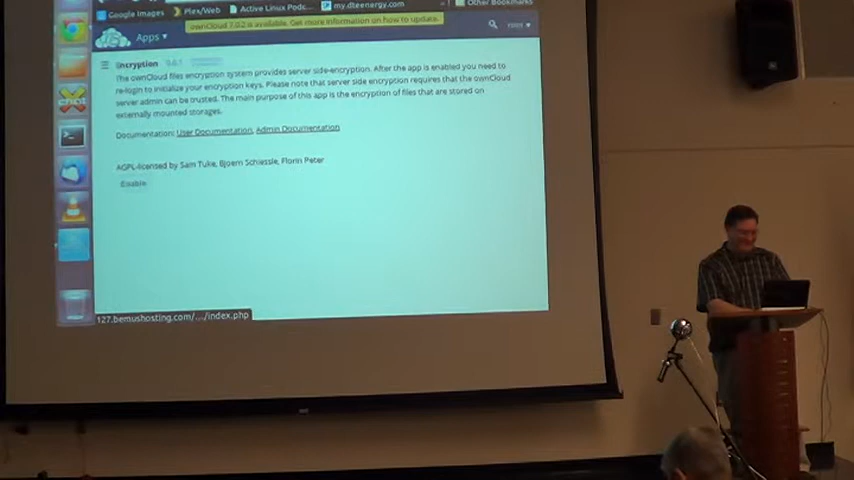 Google Images
Plex/Web
Active Linux Podc...
my.dteenergy.com
Other Bookmarks
ownCloud 7.0.2 is available. Get more information on how to update.
Apps
root
Encryption 0.6.1
The ownCloud files encryption system provides server side-encryption. After the app is enabled you need to
re-login to initialize your encryption keys. Please note that server side encryption requires that the ownCloud
server admin can be trusted. The main purpose of this app is the encryption of files that are stored on
externally mounted storages.
Documentation: User Documentation, Admin Documentation
AGPL-licensed by Sam Tuke, Bjoern Schiessle, Florin Peter
Enable
127.bemushosting.com/.../index.php